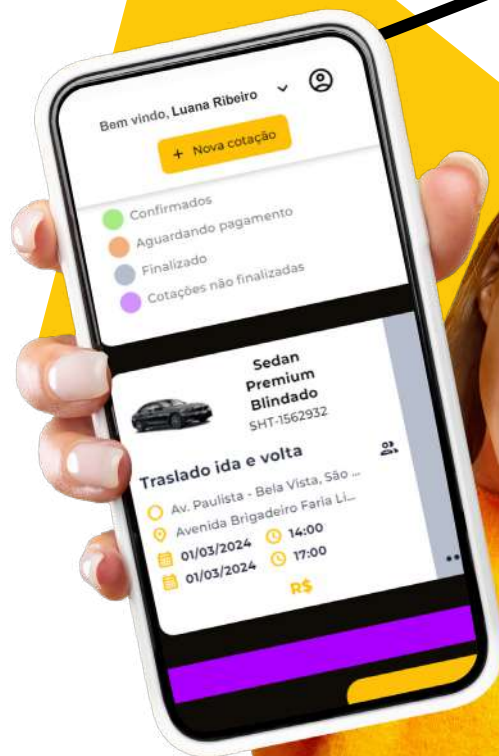 Bem vindo, Luana Ribeiro
+ Nova cotação
Confirmados
Aguardando pagamento
Finalizado
Cotações não finalizadas
Sedan
Premium
Blindado
SHT-1562932
Traslado ida e volta
Av. Paulista - Bela Vista, São ...
Avenida Brigadeiro Faria Li...
01/03/2024 14:00
01/03/2024 17:00
R$